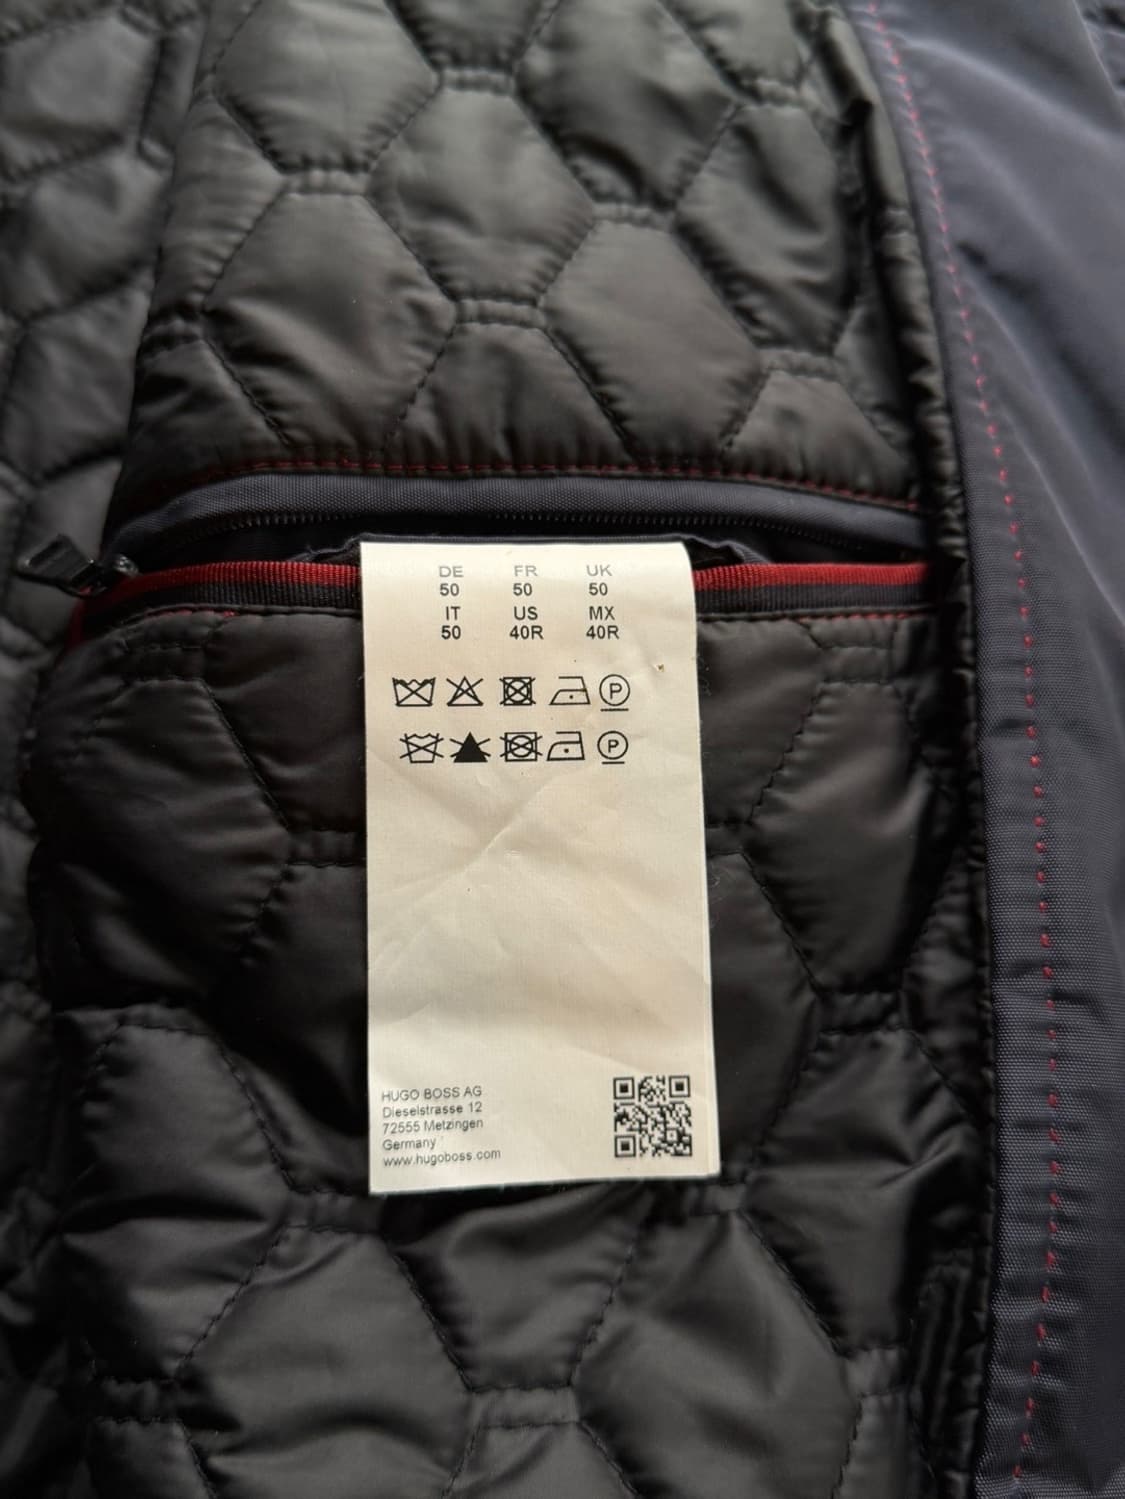 DE FR UK
50 50 50
IT US MX
50 40R 40R
P
P
HUGO BOSS AG
Dieselstrasse 12
72555 Metzingen
Germany
www.hugoboss.com